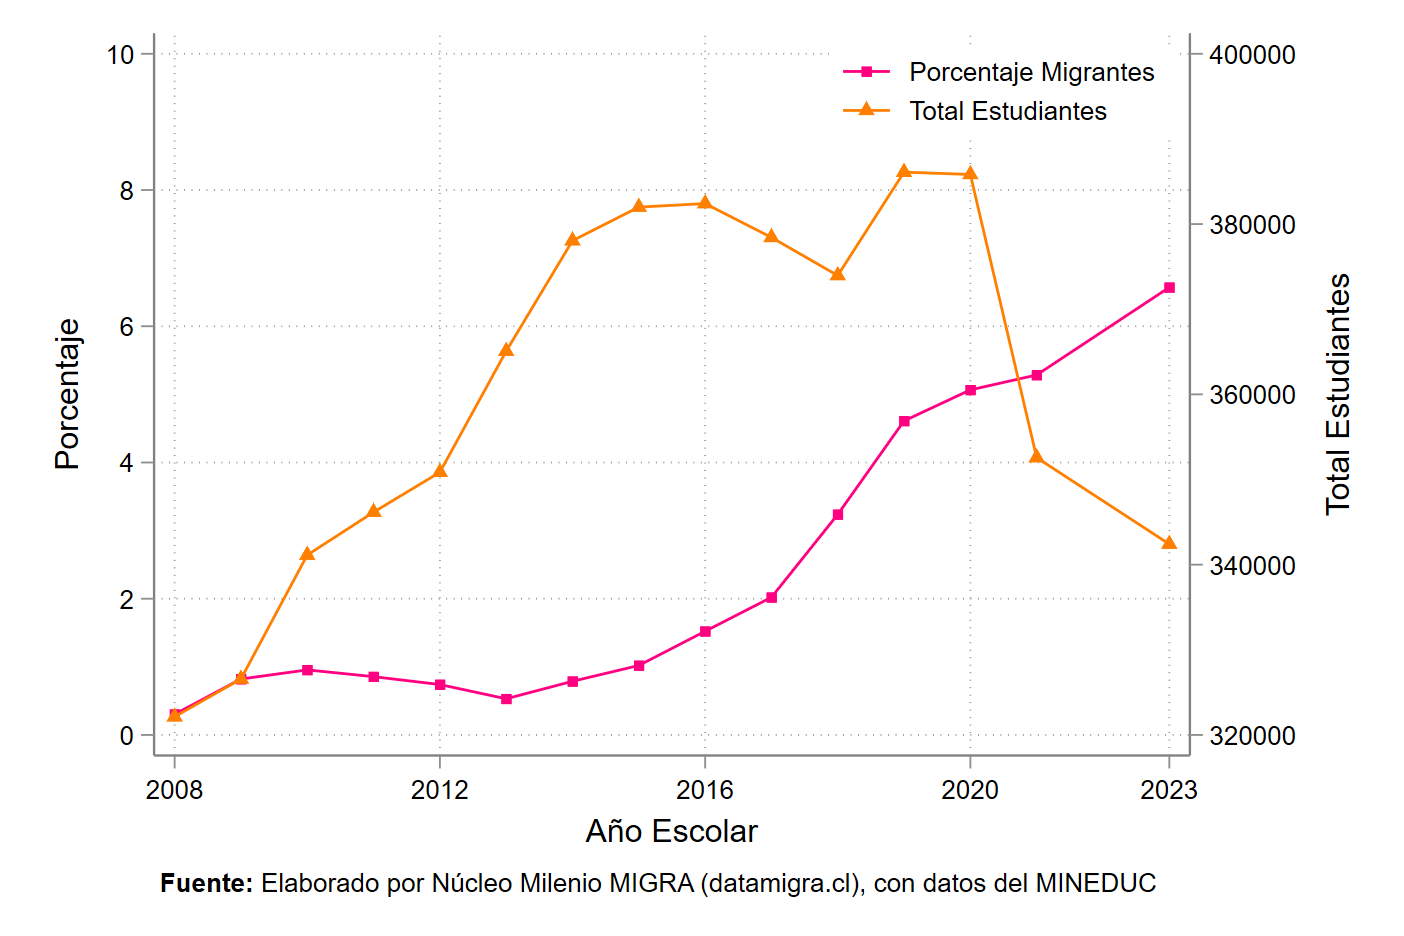 Porcentaje Migrantes
Total Estudiantes
10
8
6
4
2
0
Porcentaje
400000
380000
360000
340000
320000
Total Estudiantes
2008 2012 2016 2020 2023
Año Escolar
Fuente: Elaborado por Núcleo Milenio MIGRA (datamigra.cl), con datos del MINEDUC